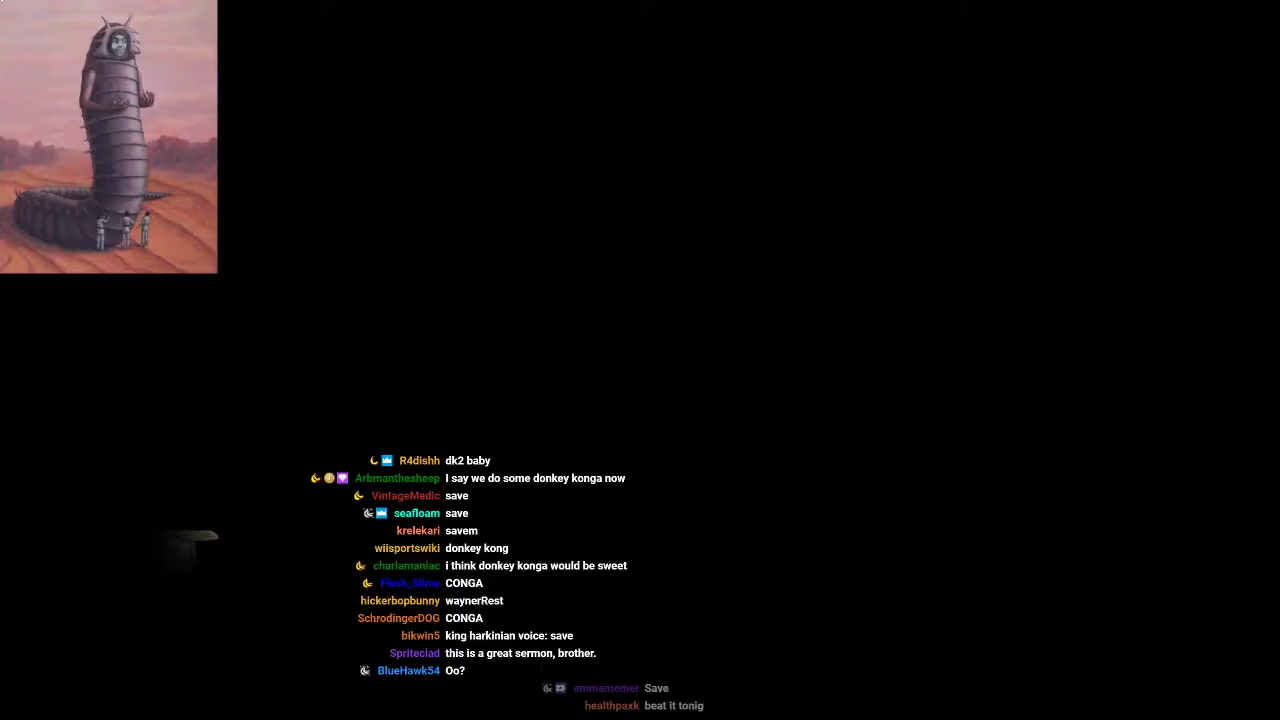 R4dishh dk2 baby
Arbmanthesheep I say we do some donkey konga now
VintageMedic save
seafloam save
krelekari savem
wiisportswiki donkey kong
charlamaniac i think donkey konga would be sweet
Flesh_Slime CONGA
hickerbopbunny waynerRest
SchrodingerDOG CONGA
bikwin5 king harkinian voice: save
Spriteclad this is a great sermon, brother.
BlueHawk54 Oo?
emmamemer Save
healthpaxk beat it tonig